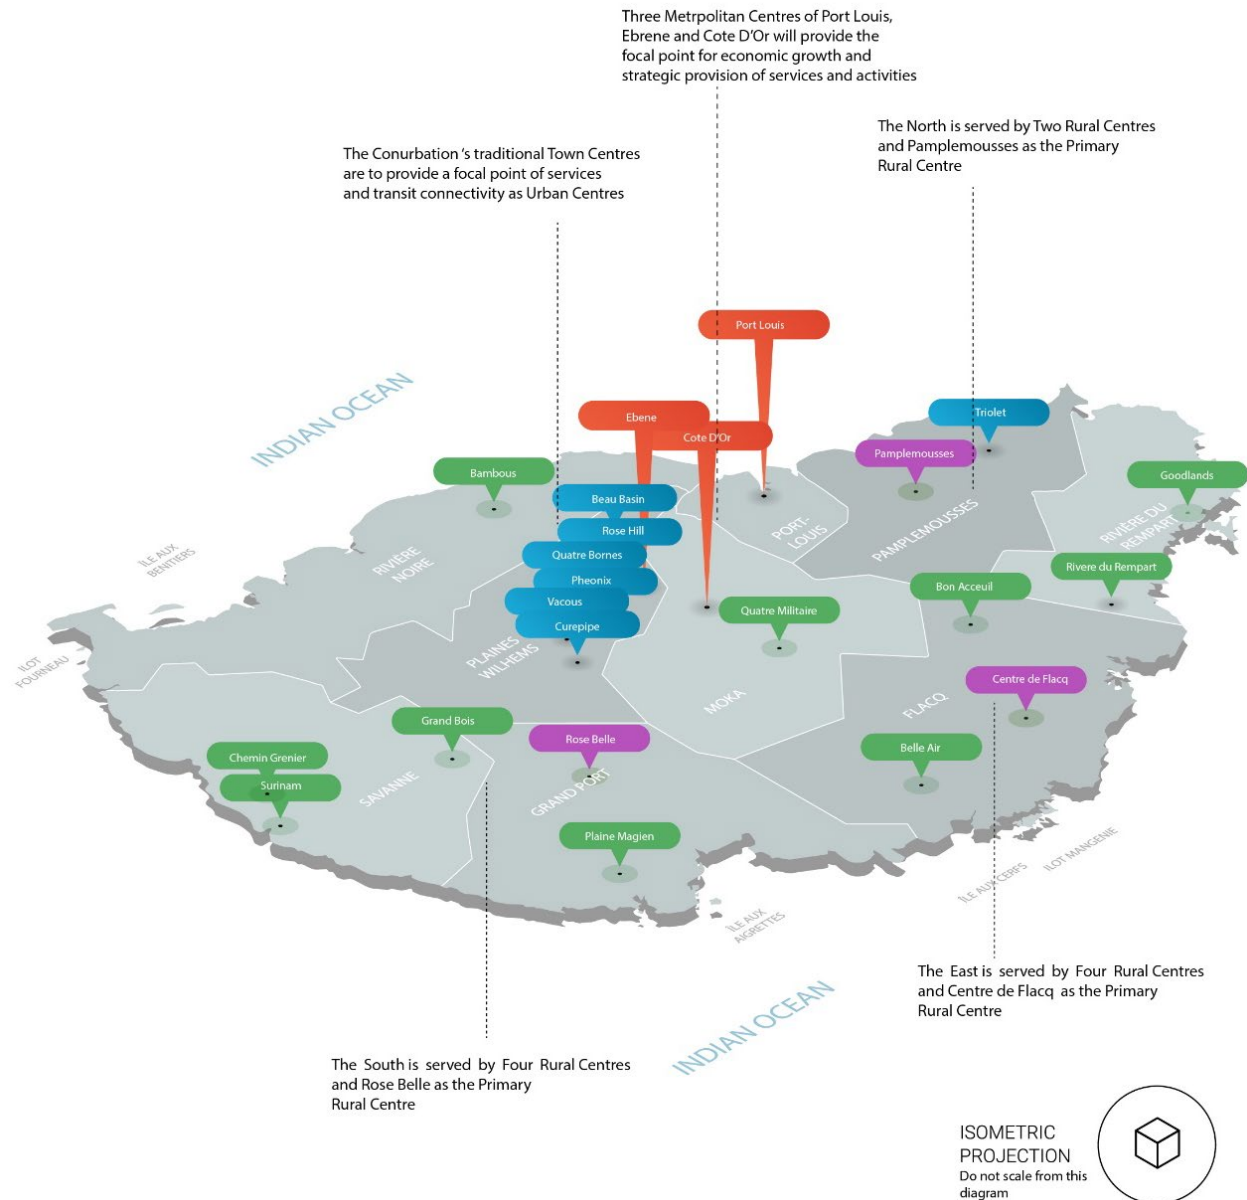 Three Metrpolitan Centres of Port Louis,
Ebrene and Cote D'Or will provide the
focal point for economic growth and
strategic provision of services and activities
The North is served by Two Rural Centres
and Pamplemousses as the Primary
Rural Centre
The Conurbation 's traditional Town Centres
are to provide a focal point of services
and transit connectivity as Urban Centres
Port Louis
INDIAN OCEAN
Ebene
Cote D'Or
Triolet
Pamplemousses
Bambous
Goodlands
Beau Basin
Rose Hill
PORT-
LOUIS
PAMPLEMOUSSES
RIVIÈRE DU
REMPART
Quatre Bornes
ÎLE AUX
BENITIERS
RIVIÈRE
NOIRE
Pheonix
Rivere du Rempart
Bon Acceuil
Vacous
Quatre Militaire
Curepipe
PLAINES
WILHEMS
ILOT
FOURNEAU
Centre de Flacq
MOKA
FLACQ
Grand Bois
Rose Belle
Belle Air
Chemin Grenier
Surinam
SAVANNE
GRAND PORT
Plaine Magien
ÎLE AUX CERFS
ILOT MANGENIE
ÎLE AUX
AIGRETTES
The East is served by Four Rural Centres
and Centre de Flacq as the Primary
Rural Centre
INDIAN OCEAN
The South is served by Four Rural Centres
and Rose Belle as the Primary
Rural Centre
ISOMETRIC
PROJECTION
Do not scale from this
diagram